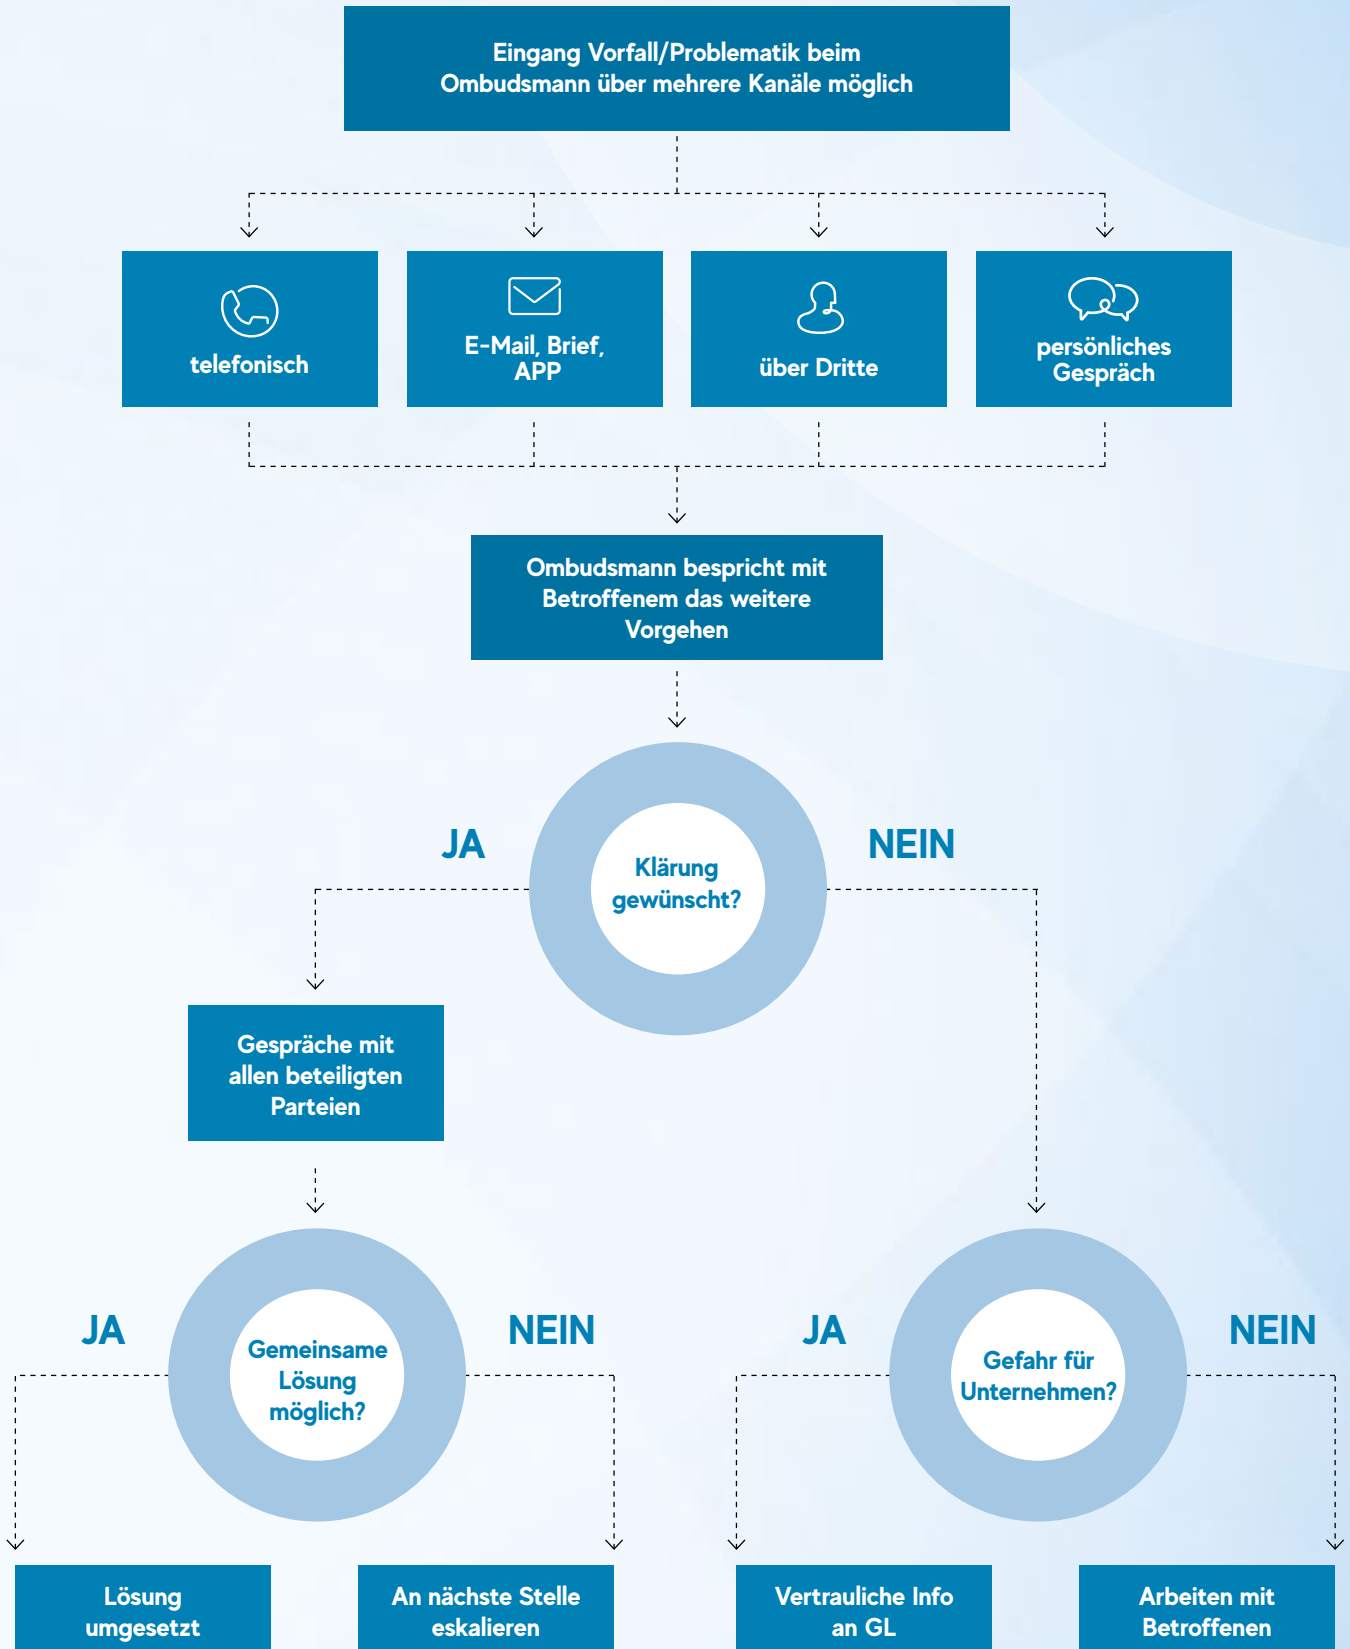 Eingang Vorfall/Problematik beim
Ombudsmann über mehrere Kanäle möglich
telefonisch
E-Mail, Brief,
APP
über Dritte
persönliches
Gespräch
Ombudsmann bespricht mit
Betroffenem das weitere
Vorgehen
JA
Klärung
gewünscht?
NEIN
Gespräche mit
allen beteiligten
Parteien
JA
Gemeinsame
Lösung
möglich?
NEIN
JA
Gefahr für
Unternehmen?
NEIN
Lösung
umgesetzt
An nächste Stelle
eskalieren
Vertrauliche Info
an GL
Arbeiten mit
Betroffenen